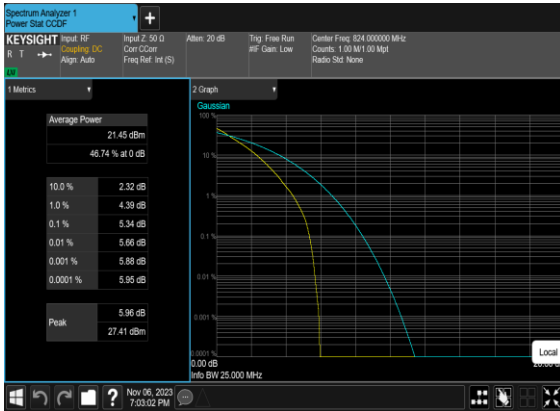 Spectrum Analyzer 1
Power Stat CCDF
+
KEYSIGHT
R T
Input: RF
Coupling: DC
Align: Auto
Input Z: 50 Ω
Corr CCorr
Freq Ref: Int (S)
Atten: 20 dB
Trig: Free Run
#IF Gain: Low
Center Freq: 824.000000 MHz
Counts: 1.00 M/1.00 Mpt
Radio Std: None
1 Metrics
Average Power
21.45 dBm
46.74 % at 0 dB
10.0 % 2.32 dB
1.0 % 4.39 dB
0.1 % 5.34 dB
0.01 % 5.66 dB
0.001 % 5.88 dB
0.0001 % 5.95 dB
Peak
5.96 dB
27.41 dBm
2 Graph
Gaussian
100 %
10 %
1 %
0.1 %
0.01 %
0.001 %
0.0001 %
0.00 dB
Info BW 25.000 MHz
Local
?
Nov 06, 2023
7:03:02 PM